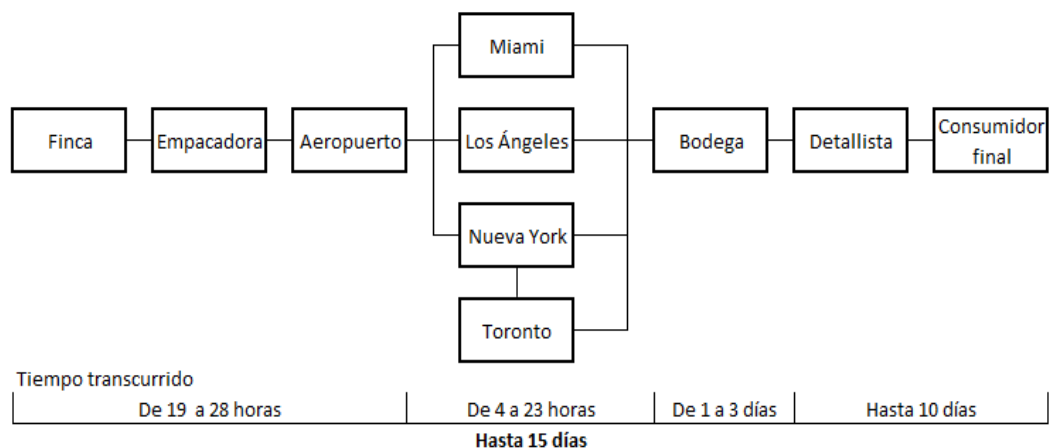 Miami
Finca
Empacadora
Aeropuerto
Los Ángeles
Bodega
Detallista
Consumidor
final
Nueva York
Toronto
Tiempo transcurrido
De 19 a 28 horas
De 4 a 23 horas
De 1 a 3 días
Hasta 10 días
Hasta 15 días